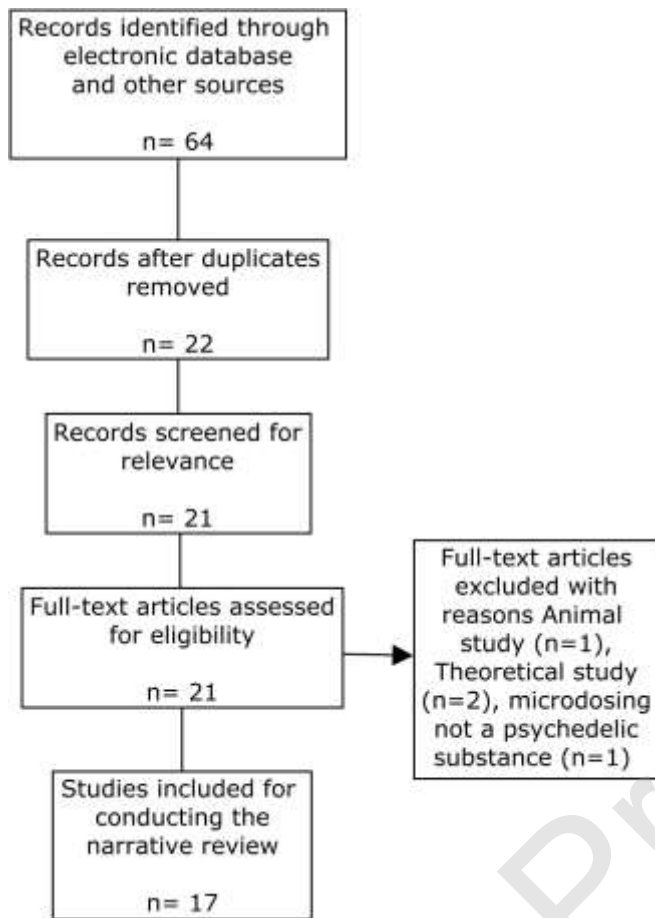 Records identified through
electronic database
and other sources
n= 64
Records after duplicates
removed
n= 22
Records screened for
relevance
n= 21
Full-text articles assessed
for eligibility
n= 21
Full-text articles
excluded with
reasons Animal
study (n=1),
Theoretical study
(n=2), microdosing
not a psychedelic
substance (n=1)
Studies included for
conducting the
narrative review
n= 17